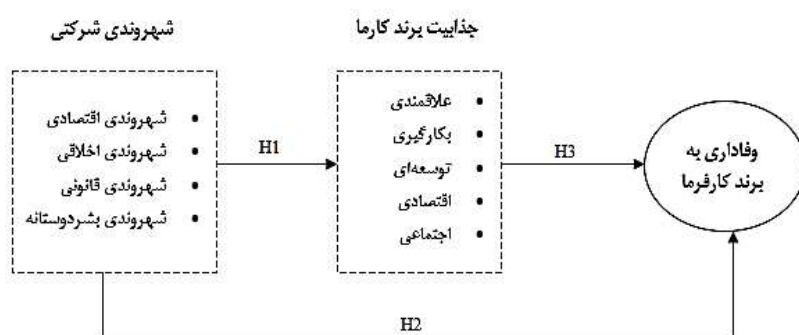 شهروندی شرکتی
شهروندی اقتصادی
شهروندی اخلاقی
شهروندی قانونی
شهروندی بشردوستانه
H1
جذابیت برند کارما
علاقمندی
بکارگیری
توسعه‌ای
اقتصادی
اجتماعی
H3
وفاداری به
برند کارفرما
H2